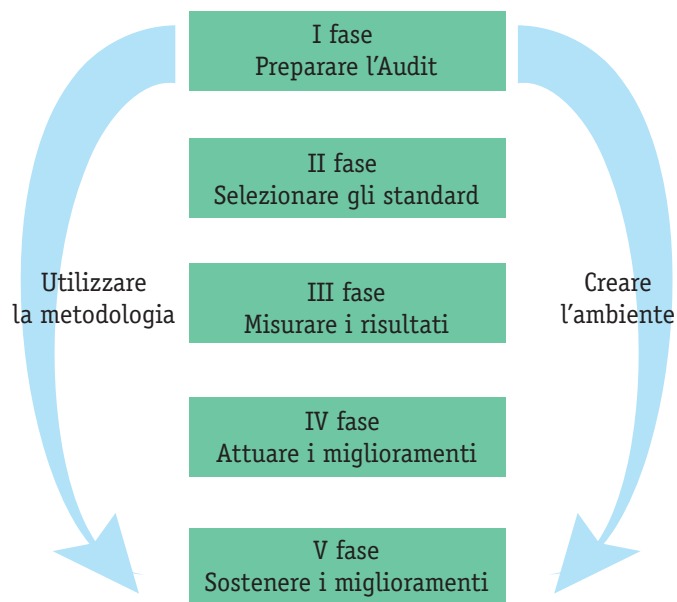 I fase
Preparare l'Audit
II fase
Selezionare gli standard
Utilizzare
la metodologia
III fase
Misurare i risultati
Creare
l'ambiente
IV fase
Attuare i miglioramenti
V fase
Sostenere i miglioramenti